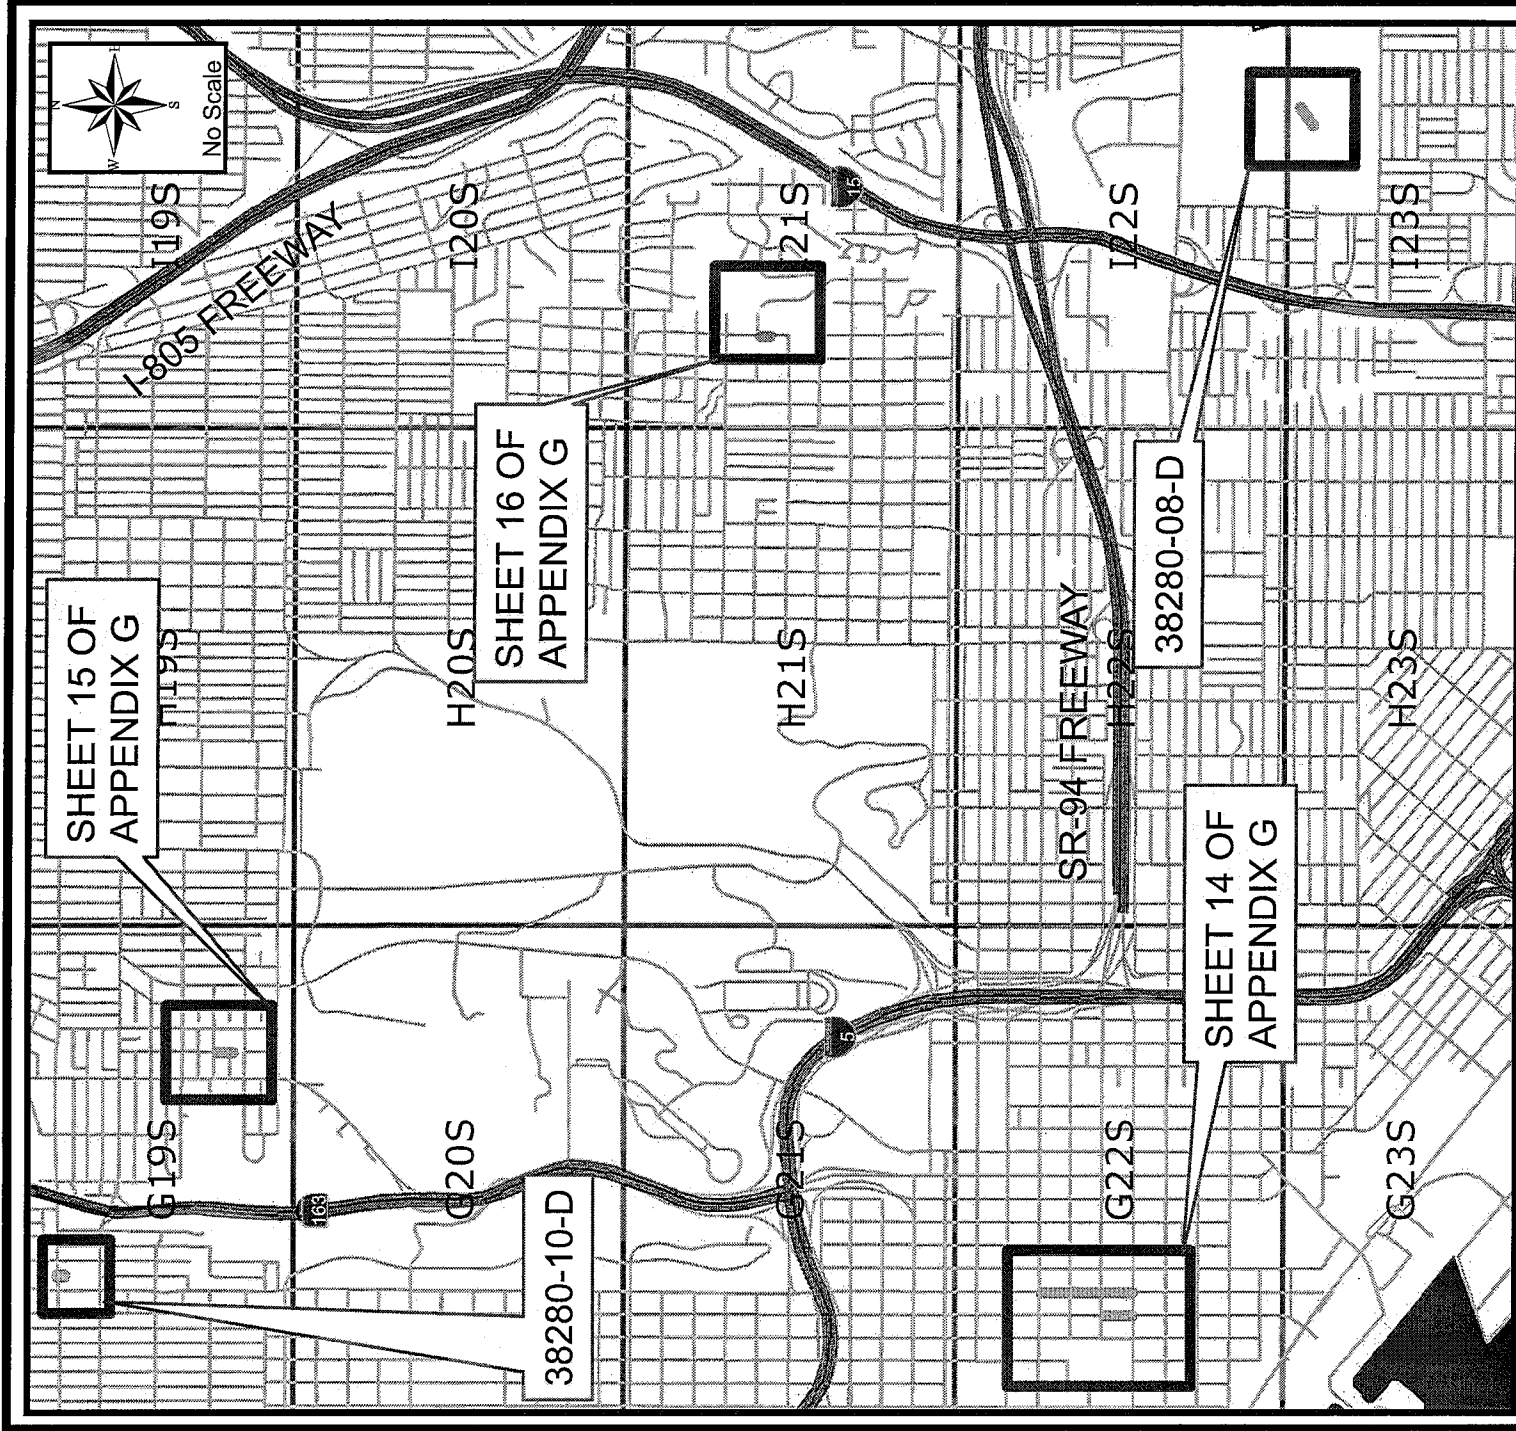 N
W
E
S
No Scale
SHEET 15 OF
APPENDIX G
G19S
H19S
I19S
I-805 FREEWAY
163
G20S
H20S
I20S
SHEET 16 OF
APPENDIX G
38280-10-D
G21S
H21S
I21S
5
15
SR-94 FREEWAY
G22S
H22S
I22S
38280-08-D
SHEET 14 OF
APPENDIX G
G23S
H23S
I23S